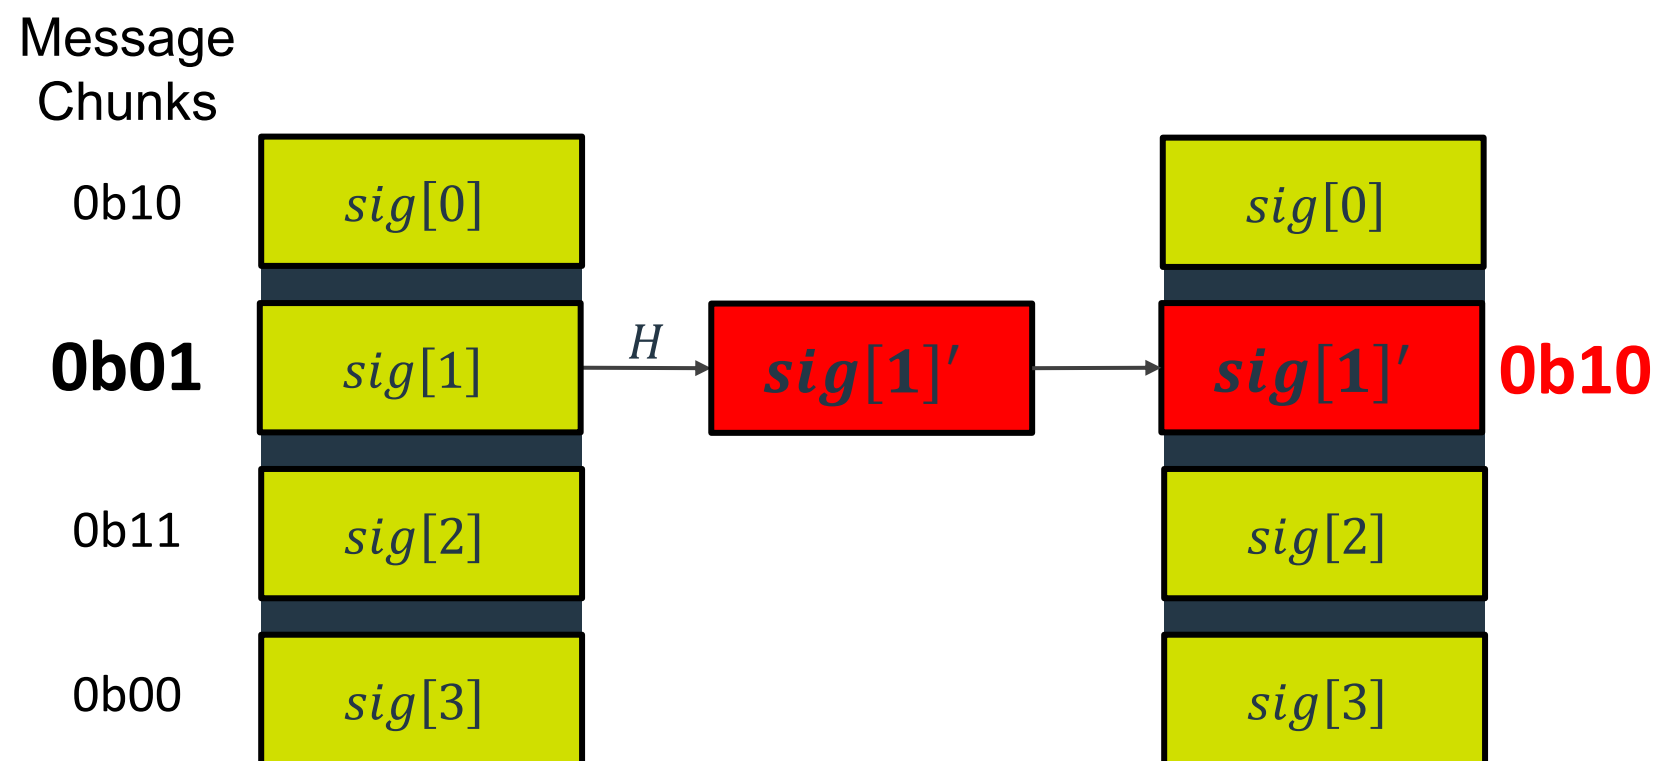 Message
Chunks
0b10 sig[0] sig[0]
H
0b01 sig[1] sig[1]′ sig[1]′ 0b10
0b11 sig[2] sig[2]
0b00 sig[3] sig[3]